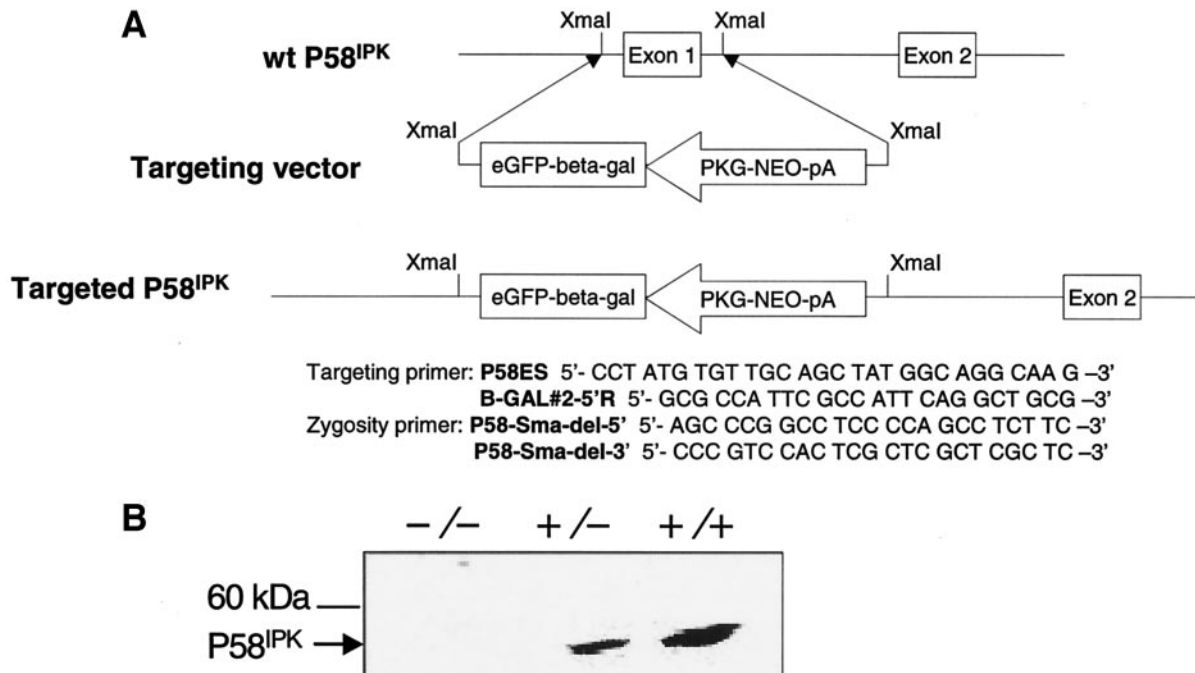 A
XmaI XmaI
wt P58IPK Exon 1 Exon 2
XmaI XmaI
Targeting vector eGFP-beta-gal PKG-NEO-pA
XmaI XmaI
Targeted P58IPK eGFP-beta-gal PKG-NEO-pA Exon 2
Targeting primer: P58ES 5'- CCT ATG TGT TGC AGC TAT GGC AGG CAA G –3'
B-GAL#2-5'R 5'- GCG CCA TTC GCC ATT CAG GCT GCG –3'
Zygosity primer: P58-Sma-del-5' 5'- AGC CCG GCC TCC CCA GCC TCT TC –3'
P58-Sma-del-3' 5'- CCC GTC CAC TCG CTC GCT CGC TC –3'
B
– /– + /– + /+
60 kDa
P58IPK